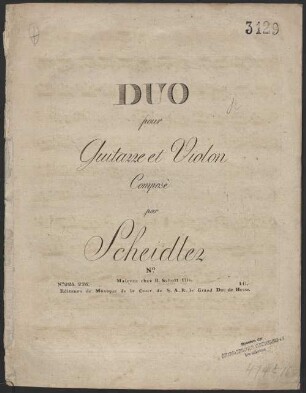 3129
DUO
pour
Guitarre et Violon
Composé
par
Scheidler
Nº
Mayence chez B. Schott fils
Editeurs de Musique de la Cour de S. A. R. le Grand Duc de Hesse.